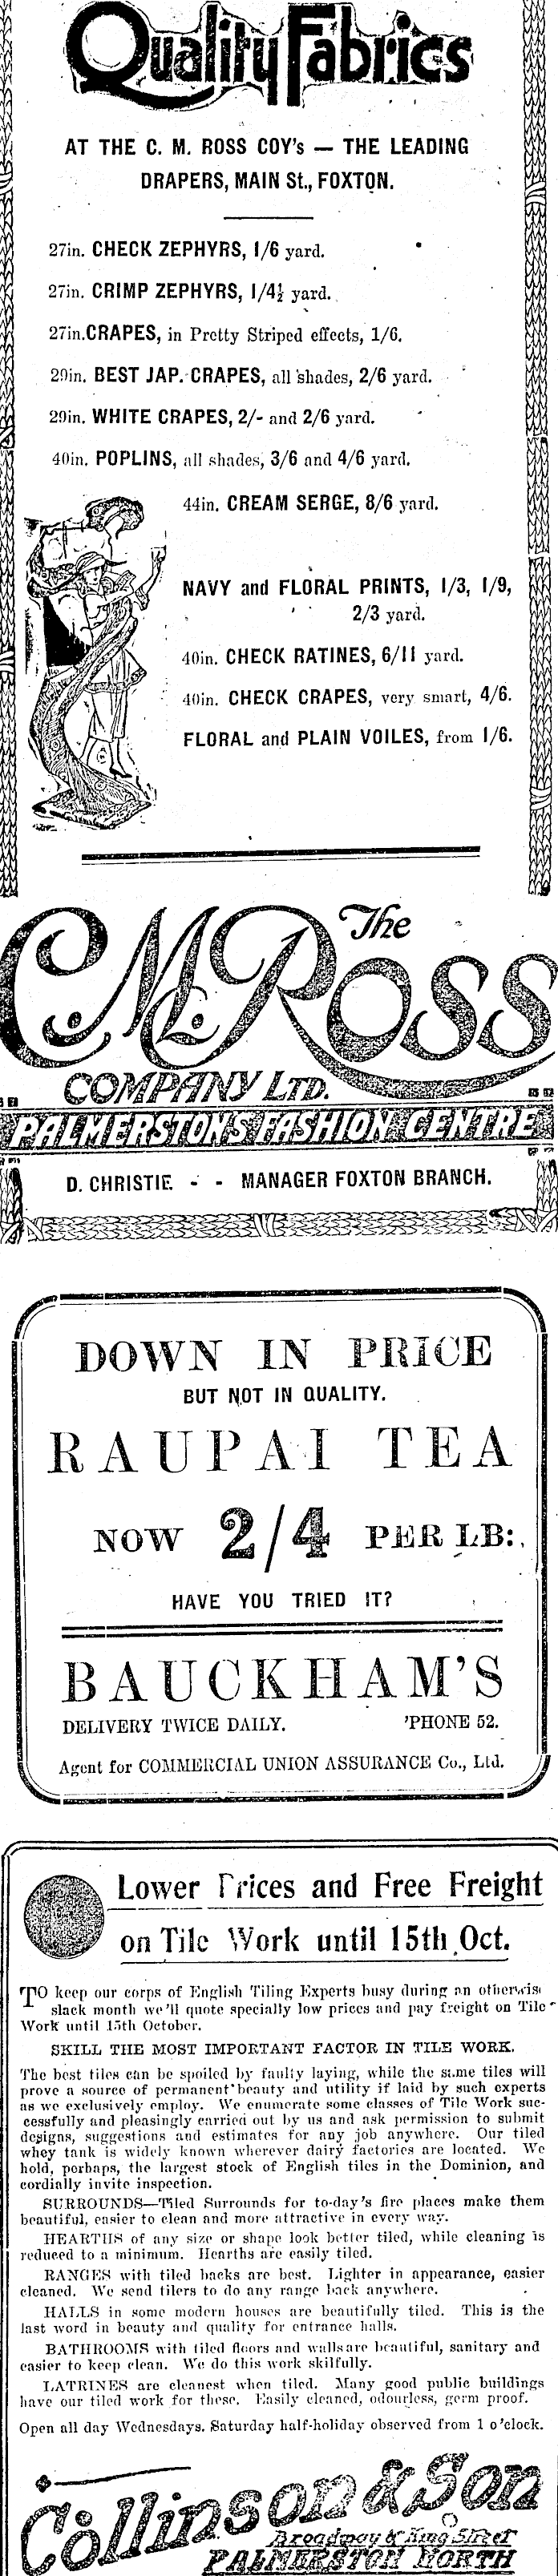 Quality Fabrics
AT THE C. M. ROSS COY's — THE LEADING
DRAPERS, MAIN St., FOXTON.
27in. CHECK ZEPHYRS, 1/6 yard.
27in. CRIMP ZEPHYRS, 1/4½ yard.
27in. CRAPES, in Pretty Striped effects, 1/6.
29in. BEST JAP. CRAPES, all shades, 2/6 yard.
29in. WHITE CRAPES, 2/- and 2/6 yard.
40in. POPLINS, all shades, 3/6 and 4/6 yard.
44in. CREAM SERGE, 8/6 yard.
NAVY and FLORAL PRINTS, 1/3, 1/9,
2/3 yard.
40in. CHECK RATINES, 6/11 yard.
40in. CHECK CRAPES, very smart, 4/6.
FLORAL and PLAIN VOILES, from 1/6.
The
C.M. Ross
COMPANY LTD.
PALMERSTON'S FASHION CENTRE
D. CHRISTIE - - MANAGER FOXTON BRANCH.
DOWN IN PRICE
BUT NOT IN QUALITY.
RAUPAI TEA
NOW 2/4 PER LB:
HAVE YOU TRIED IT?
BAUCKHAM'S
DELIVERY TWICE DAILY. 'PHONE 52.
Agent for COMMERCIAL UNION ASSURANCE Co., Ltd.
Lower Prices and Free Freight
on Tile Work until 15th Oct.
TO keep our corps of English Tiling Experts busy during an otherwise
slack month we'll quote specially low prices and pay freight on Tile
Work until 15th October.
SKILL THE MOST IMPORTANT FACTOR IN TILE WORK.
The best tiles can be spoiled by faulty laying, while the same tiles will
prove a source of permanent beauty and utility if laid by such experts
as we exclusively employ. We enumerate some classes of Tile Work suc-
cessfully and pleasingly carried out by us and ask permission to submit
designs, suggestions and estimates for any job anywhere. Our tiled
whey tank is widely known wherever dairy factories are located. We
hold, perhaps, the largest stock of English tiles in the Dominion, and
cordially invite inspection.
SURROUNDS—Tiled Surrounds for to-day's fire places make them
beautiful, easier to clean and more attractive in every way.
HEARTHS of any size or shape look better tiled, while cleaning is
reduced to a minimum. Hearths are easily tiled.
RANGES with tiled backs are best. Lighter in appearance, easier
cleaned. We send tilers to do any range back anywhere.
HALLS in some modern houses are beautifully tiled. This is the
last word in beauty and quality for entrance halls.
BATHROOMS with tiled floors and walls are beautiful, sanitary and
easier to keep clean. We do this work skilfully.
LATRINES are cleanest when tiled. Many good public buildings
have our tiled work for these. Easily cleaned, odourless, germ proof.
Open all day Wednesdays. Saturday half-holiday observed from 1 o'clock.
Collinson & Son
Broadway & King Street
PALMERSTON NORTH